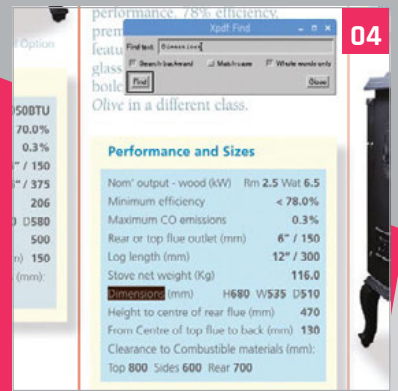 performance, 78% efficiency,
prem
featu
glass
boile
Olive in a different class.
Xpdf Find
Find text: Dimensions
Search backward Match case Whole words only
Find Close
04
f Option
950BTU
70.0%
0.3%
" / 150
" / 375
206
0 D580
500
n) 150
(mm):
Performance and Sizes
Nom' output - wood (kW) Rm 2.5 Wat 6.5
Minimum efficiency < 78.0%
Maximum CO emissions 0.3%
Rear or top flue outlet (mm) 6" / 150
Log length (mm) 12" / 300
Stove net weight (Kg) 116.0
Dimensions (mm) H680 W535 D510
Height to centre of rear flue (mm) 470
From Centre of top flue to back (mm) 130
Clearance to Combustible materials (mm):
Top 800 Sides 600 Rear 700